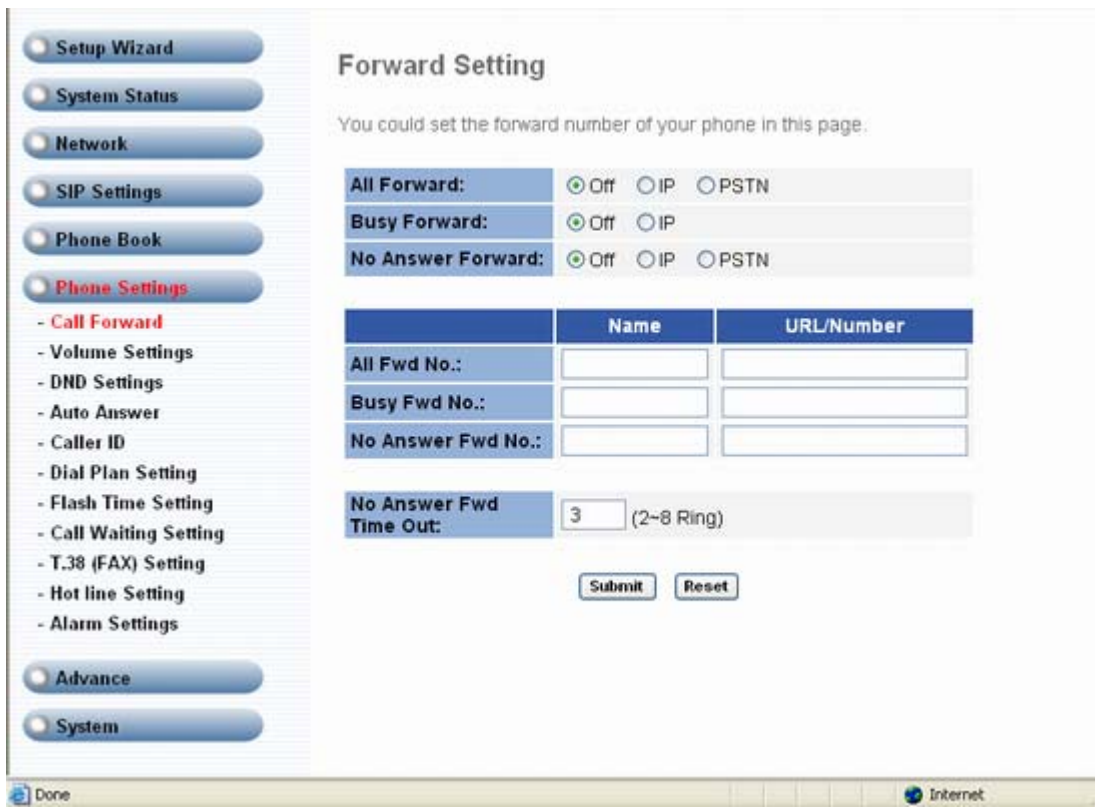 Setup Wizard
System Status
Network
SIP Settings
Phone Book
Phone Settings
- Call Forward
- Volume Settings
- DND Settings
- Auto Answer
- Caller ID
- Dial Plan Setting
- Flash Time Setting
- Call Waiting Setting
- T.38 (FAX) Setting
- Hot line Setting
- Alarm Settings
Advance
System
Forward Setting
You could set the forward number of your phone in this page.
All Forward: Off IP PSTN
Busy Forward: Off IP
No Answer Forward: Off IP PSTN
Name URL/Number
All Fwd No.:
Busy Fwd No.:
No Answer Fwd No.:
No Answer Fwd
Time Out: 3 (2~8 Ring)
Submit Reset
Done Internet